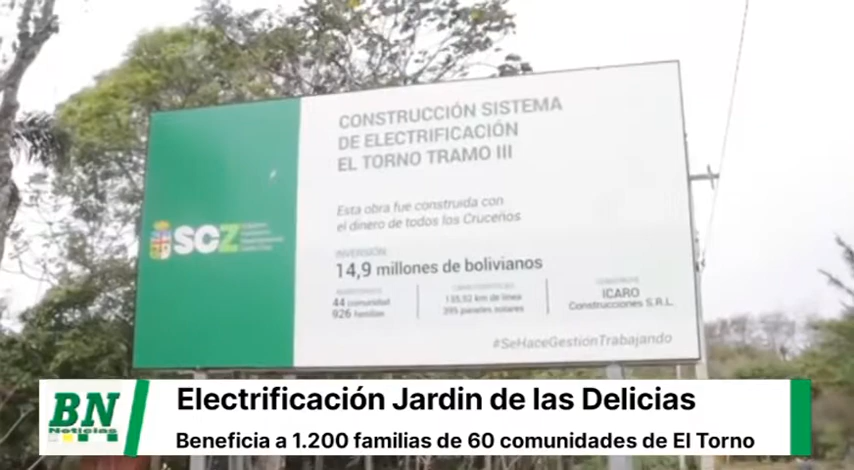 CONSTRUCCIÓN SISTEMA
DE ELECTRIFICACIÓN
EL TORNO TRAMO III
Esta obra fue construida con
el dinero de todos los Cruceños
SCZ
INVERSIÓN
14,9 millones de bolivianos
44 comunidad
926 familias
135,52 km de línea
395 paneles solares
ICARO
Construcciones S.R.L.
#SeHaceGestiónTrabajando
BN
Noticias
Electrificación Jardin de las Delicias
Beneficia a 1.200 familias de 60 comunidades de El Torno